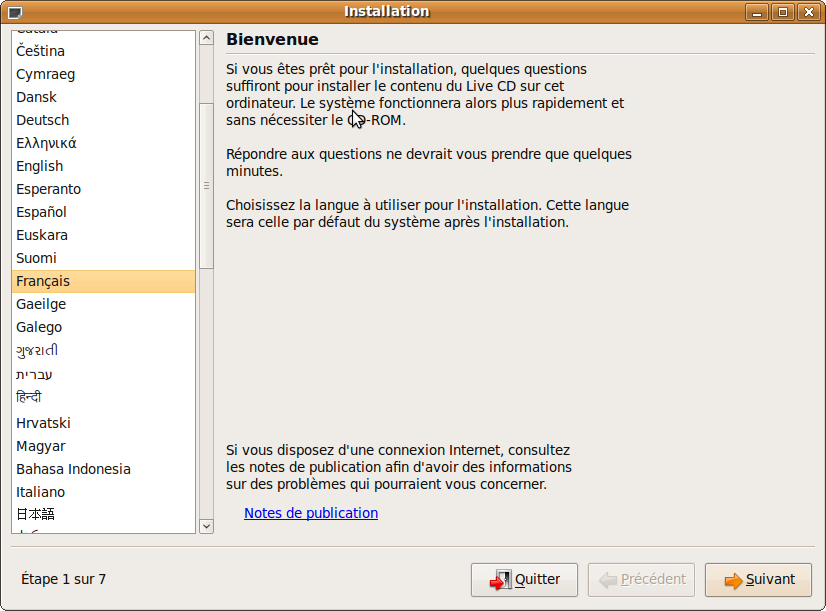 Installation
Čeština
Cymraeg
Dansk
Deutsch
Ελληνικά
English
Esperanto
Español
Euskara
Suomi
Français
Gaeilge
Galego
ગુજરાતી
עברית
हिन्दी
Hrvatski
Magyar
Bahasa Indonesia
Italiano
日本語
Bienvenue
Si vous êtes prêt pour l'installation, quelques questions
suffiront pour installer le contenu du Live CD sur cet
ordinateur. Le système fonctionnera alors plus rapidement et
sans nécessiter le CD-ROM.
Répondre aux questions ne devrait vous prendre que quelques
minutes.
Choisissez la langue à utiliser pour l'installation. Cette langue
sera celle par défaut du système après l'installation.
Si vous disposez d'une connexion Internet, consultez
les notes de publication afin d'avoir des informations
sur des problèmes qui pourraient vous concerner.
Notes de publication
Étape 1 sur 7
Quitter
Précédent
Suivant